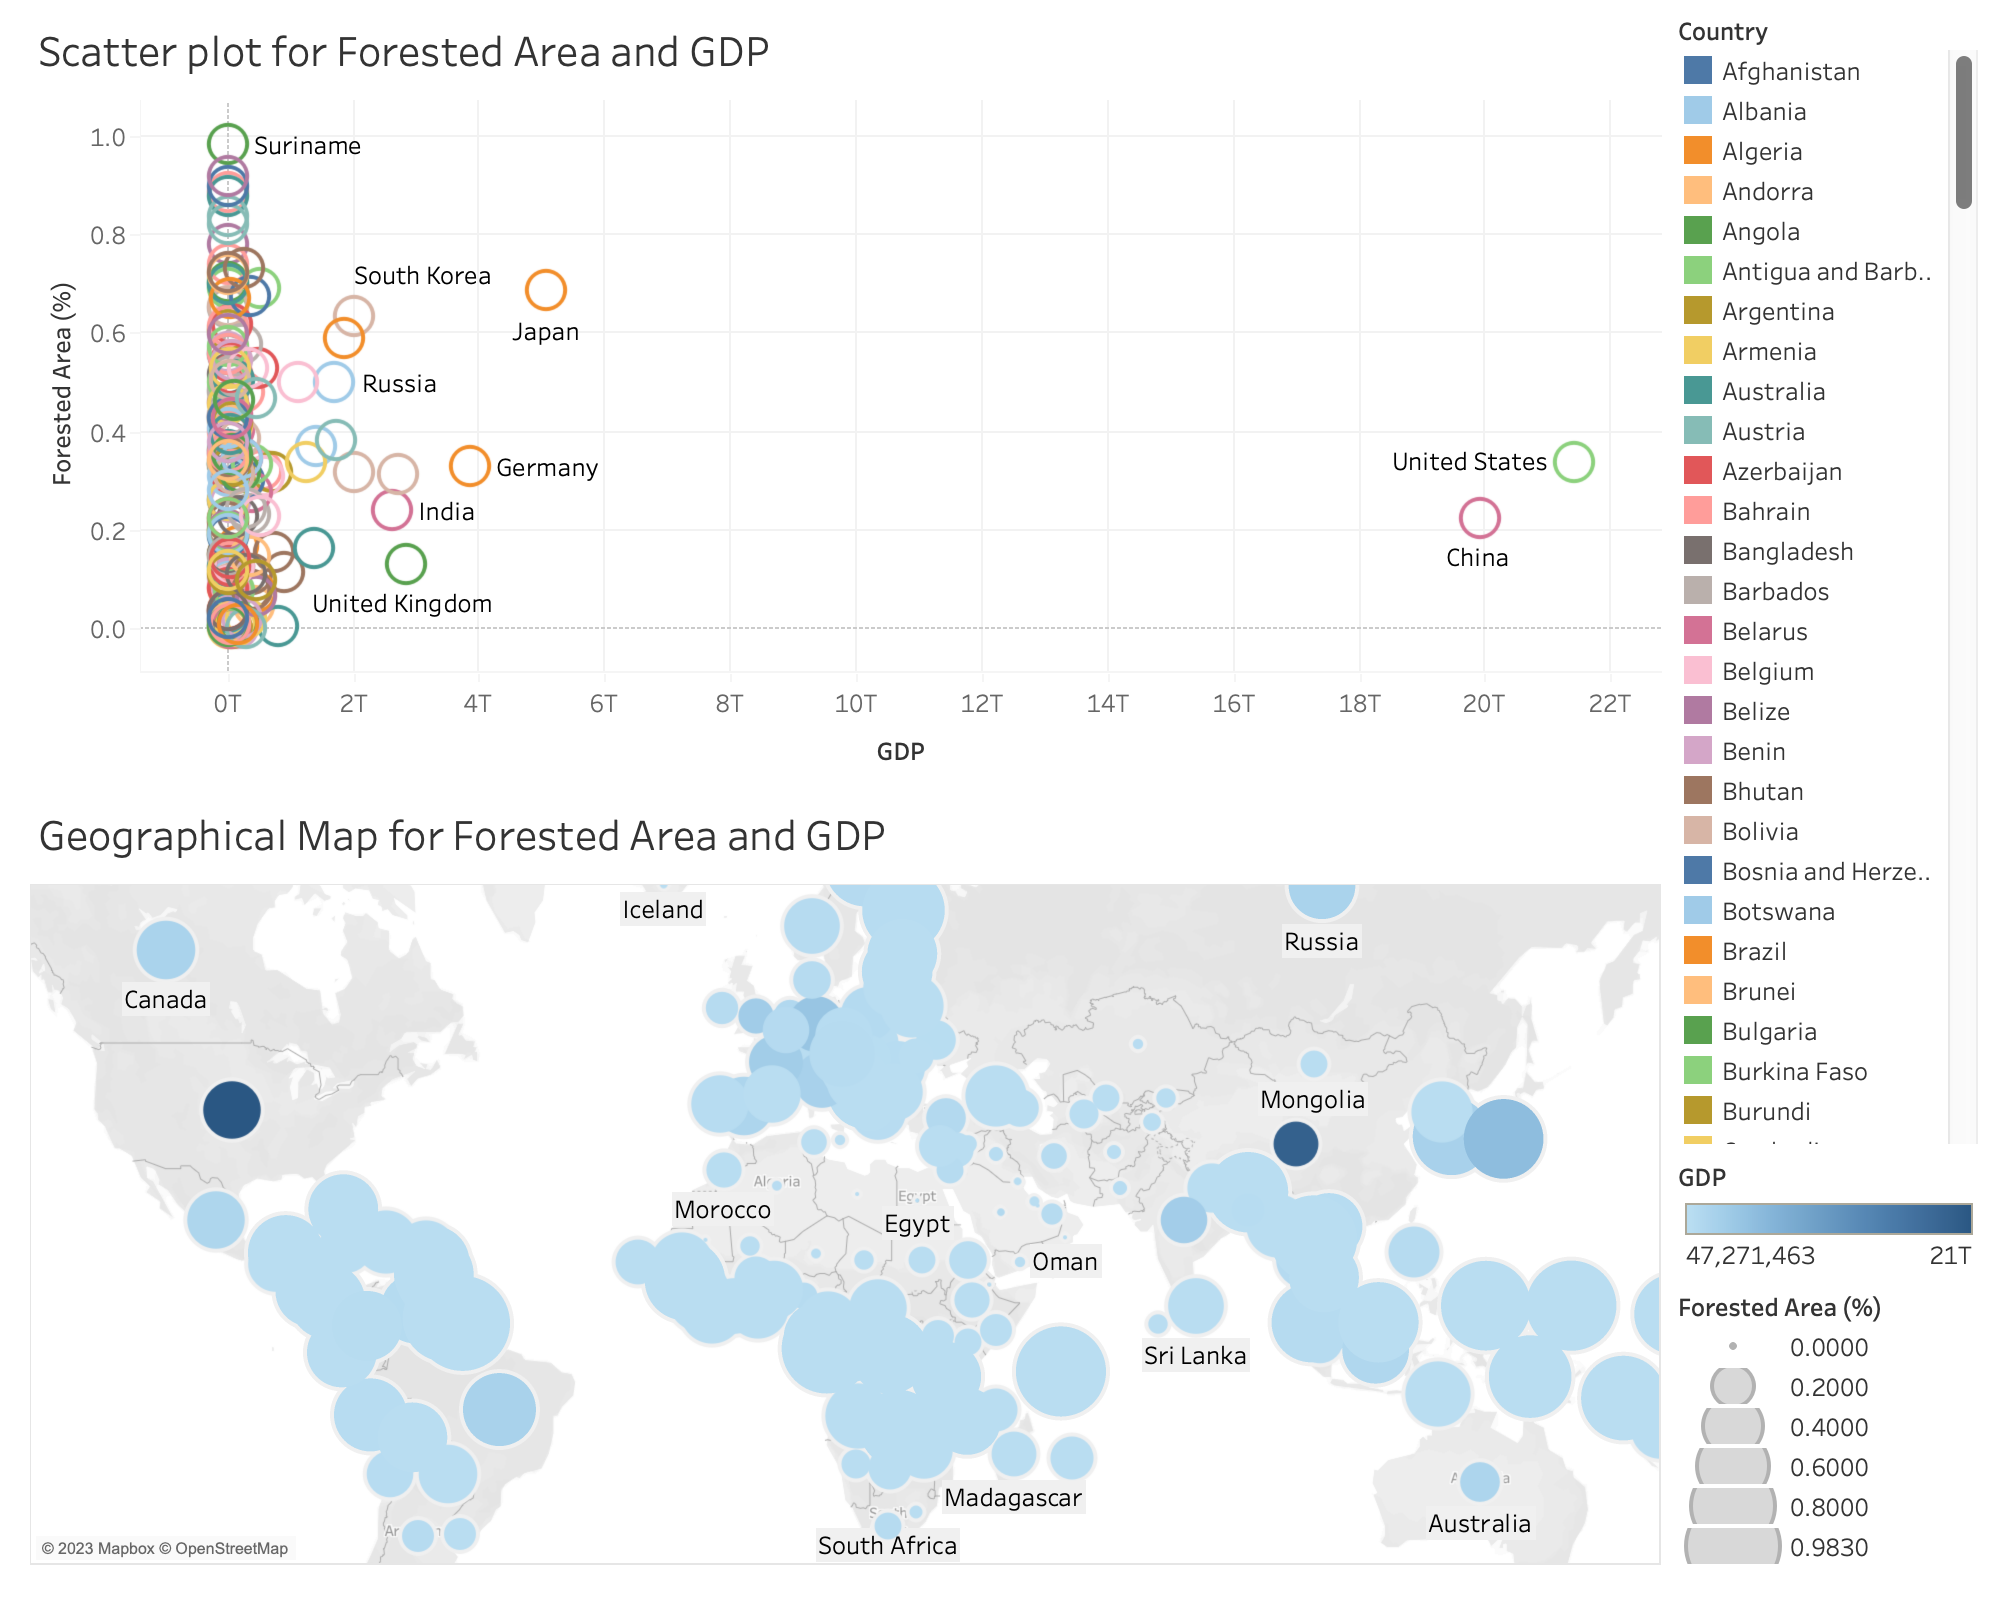 Scatter plot for Forested Area and GDP
1.0
0.8
0.6
0.4
0.2
0.0
Forested Area (%)
Suriname
South Korea
Japan
Russia
Germany
India
United Kingdom
United States
China
0T 2T 4T 6T 8T 10T 12T 14T 16T 18T 20T 22T
GDP
Geographical Map for Forested Area and GDP
Iceland
Russia
Canada
Mongolia
Algeria
Morocco
Egypt
Egypt
Oman
Sri Lanka
Madagascar
South Africa
Australia
© 2023 Mapbox © OpenStreetMap
Country
Afghanistan
Albania
Algeria
Andorra
Angola
Antigua and Barb..
Argentina
Armenia
Australia
Austria
Azerbaijan
Bahrain
Bangladesh
Barbados
Belarus
Belgium
Belize
Benin
Bhutan
Bolivia
Bosnia and Herze..
Botswana
Brazil
Brunei
Bulgaria
Burkina Faso
Burundi
GDP
47,271,463 21T
Forested Area (%)
0.0000
0.2000
0.4000
0.6000
0.8000
0.9830